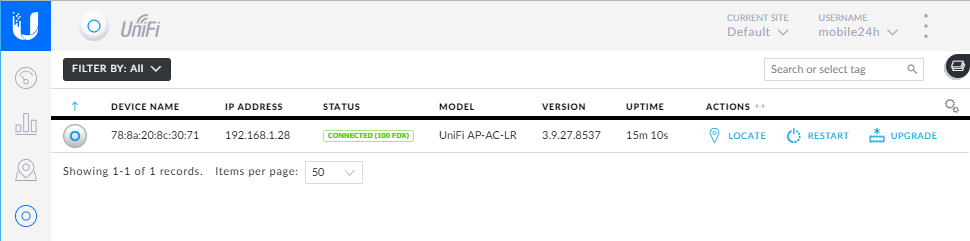 UniFi
CURRENT SITE
Default
USERNAME
mobile24h
FILTER BY: All
Search or select tag
DEVICE NAME IP ADDRESS STATUS MODEL VERSION UPTIME ACTIONS
78:8a:20:8c:30:71 192.168.1.28 CONNECTED (100 FDX) UniFi AP-AC-LR 3.9.27.8537 15m 10s LOCATE RESTART UPGRADE
Showing 1-1 of 1 records. Items per page: 50